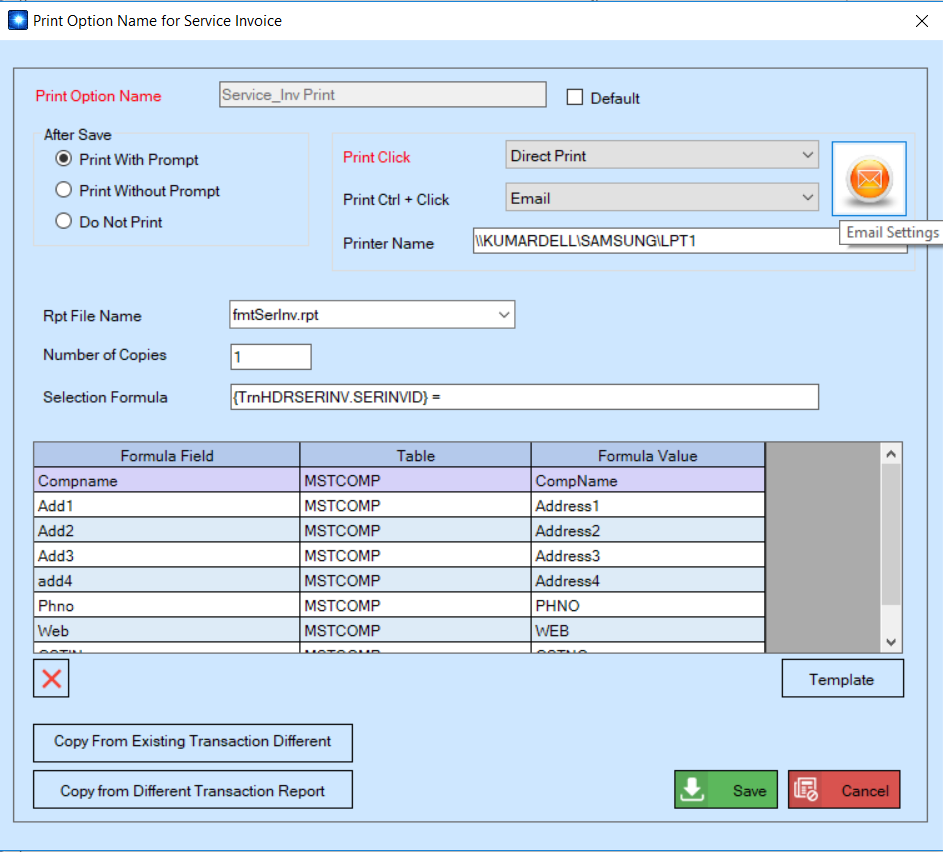 Print Option Name for Service Invoice
Print Option Name Service_Inv Print Default
After Save
Print With Prompt
Print Without Prompt
Do Not Print
Print Click Direct Print
Print Ctrl + Click Email
Printer Name \\KUMARDELL\SAMSUNG\LPT1
Email Settings
Rpt File Name fmtSerInv.rpt
Number of Copies 1
Selection Formula {TrnHDRSERINV.SERINVID} =
Formula Field Table Formula Value
Compname MSTCOMP CompName
Add1 MSTCOMP Address1
Add2 MSTCOMP Address2
Add3 MSTCOMP Address3
add4 MSTCOMP Address4
Phno MSTCOMP PHNO
Web MSTCOMP WEB
Template
Copy From Existing Transaction Different
Copy from Different Transaction Report
Save Cancel